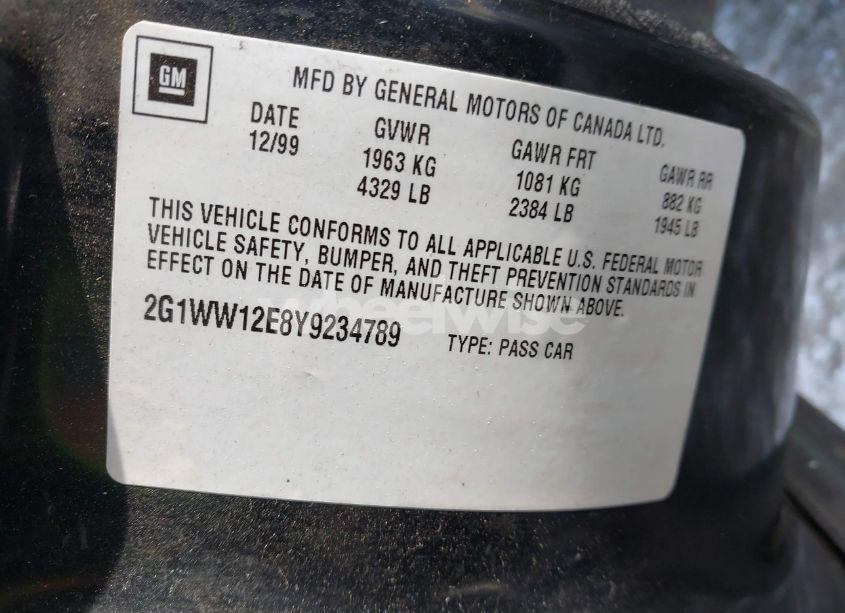 GM
MFD BY GENERAL MOTORS OF CANADA LTD.
DATE GVWR GAWR FRT GAWR RR
12/99 1963 KG 1081 KG 882 KG
4329 LB 2384 LB 1945 LB
THIS VEHICLE CONFORMS TO ALL APPLICABLE U.S. FEDERAL MOTOR
VEHICLE SAFETY, BUMPER, AND THEFT PREVENTION STANDARDS IN
EFFECT ON THE DATE OF MANUFACTURE SHOWN ABOVE.
wheelwise
2G1WW12E8Y9234789 TYPE: PASS CAR